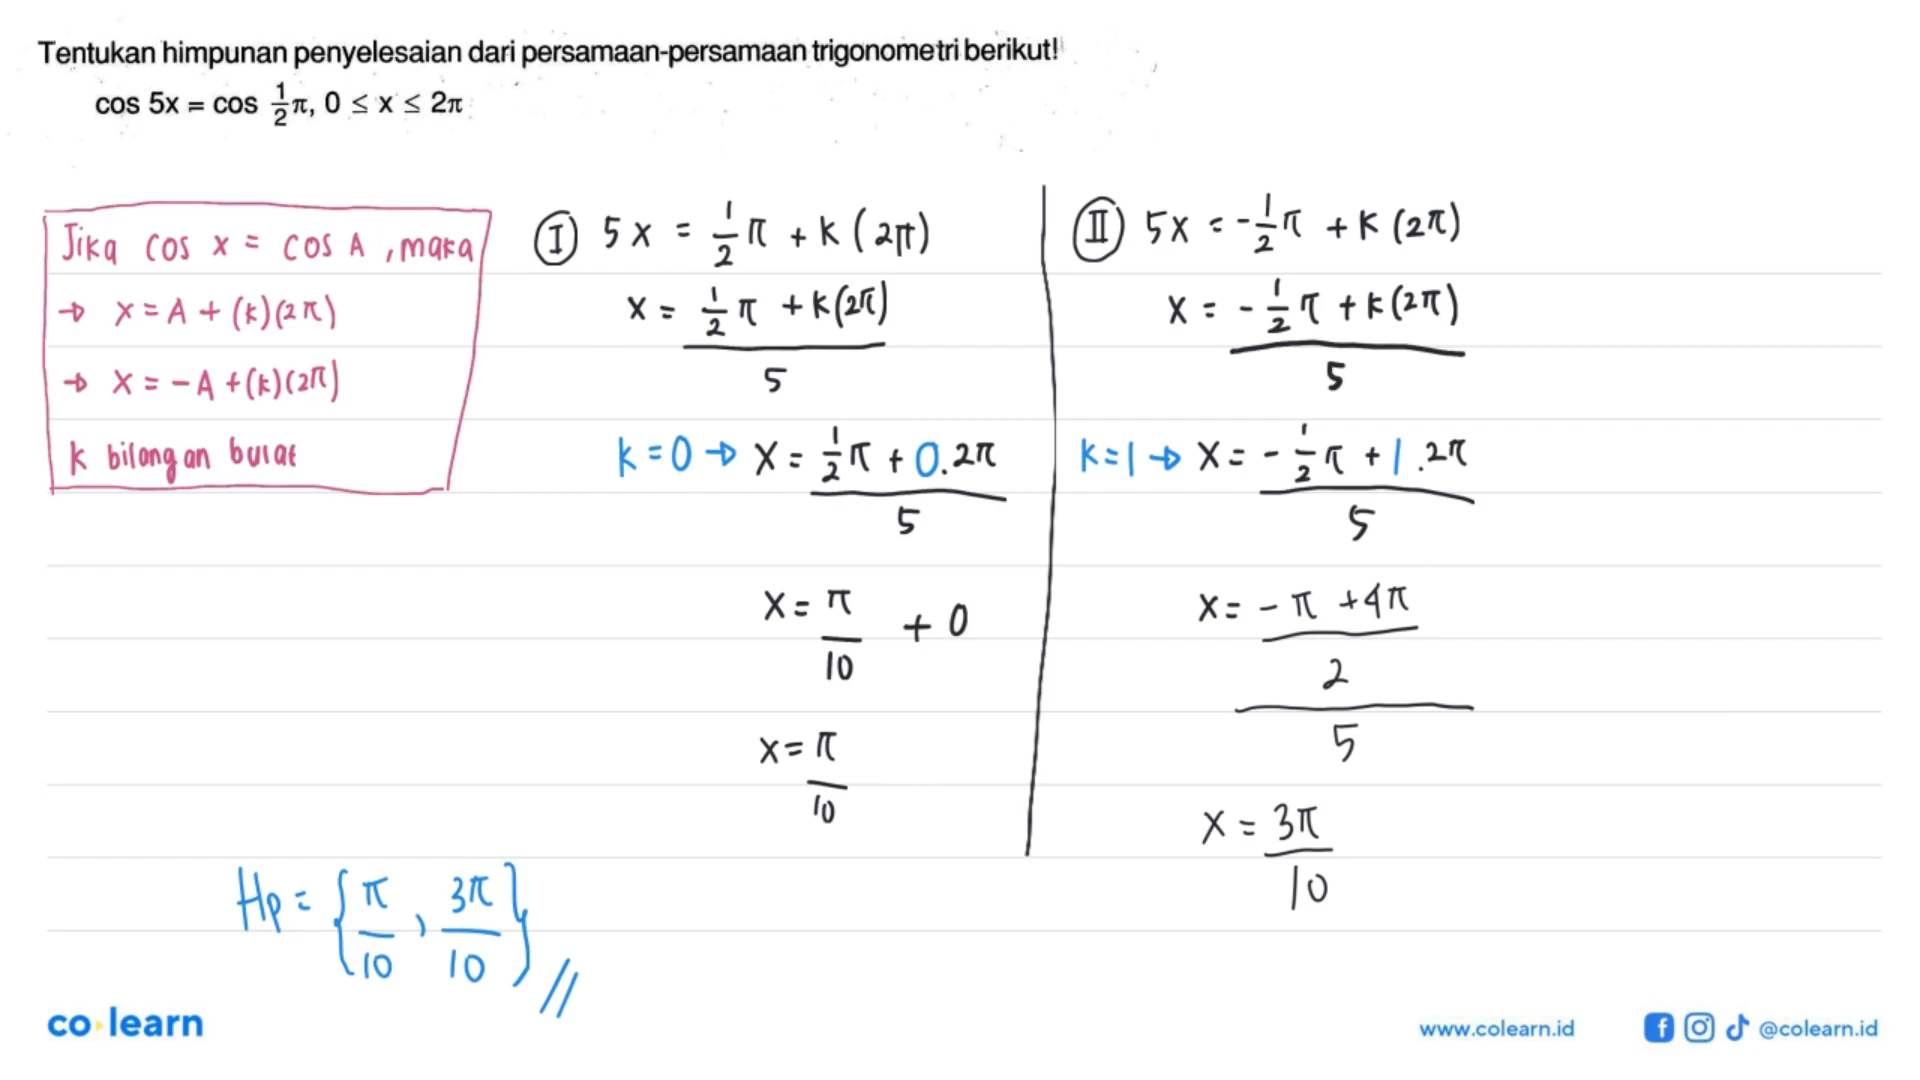 Tentukan himpunan penyelesaian dari persamaan-persamaan trigonometri berikut!
cos 5x = cos 1/2 π, 0 ≤ x ≤ 2π
Jika cos x = cos A, maka
→ x = A + (k)(2π)
→ x = -A + (k)(2π)
k bilangan bulat
I 5x = 1/2 π + k(2π)
x = (1/2 π + k(2π))/5
k=0 → x = (1/2 π + 0.2π)/5
x = π/10 + 0
x = π/10
II 5x = -1/2 π + k(2π)
x = (-1/2 π + k(2π))/5
k=1 → x = (-1/2 π + 1.2π)/5
x = ((-π + 4π)/2)/5
x = 3π/10
Hp = {π/10, 3π/10} //
co learn
www.colearn.id
@colearn.id